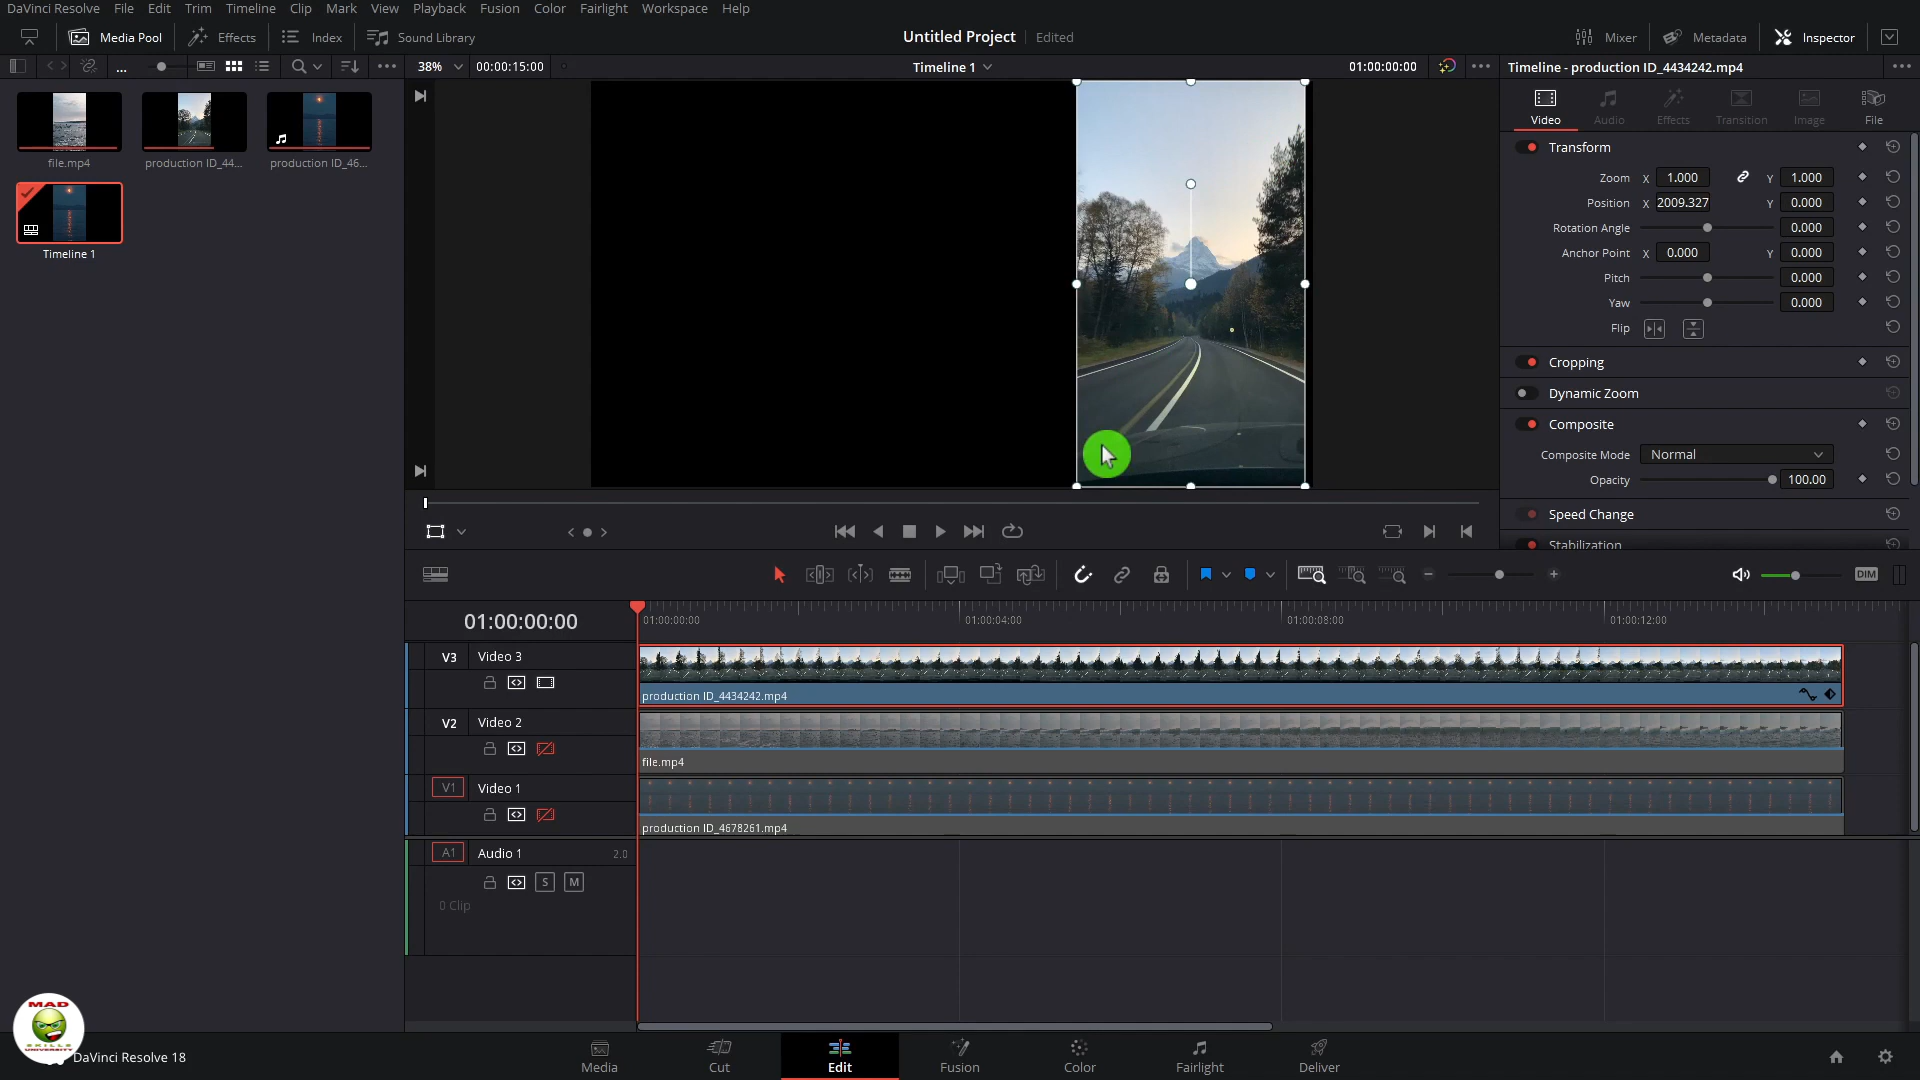 DaVinci Resolve File Edit Trim Timeline Clip Mark View Playback Fusion Color Fairlight Workspace Help
Media Pool Effects Index Sound Library Untitled Project Edited Mixer Metadata Inspector
... 38% 00:00:15:00 Timeline 1 01:00:00:00 Timeline - production ID_4434242.mp4
Video Audio Effects Transition Image File
file.mp4 production ID_44... production ID_46...
Timeline 1
Transform
Zoom X 1.000 Y 1.000
Position X 2009.327 Y 0.000
Rotation Angle 0.000
Anchor Point X 0.000 Y 0.000
Pitch 0.000
Yaw 0.000
Flip
Cropping
Dynamic Zoom
Composite
Composite Mode Normal
Opacity 100.00
Speed Change
Stabilization
DIM
01:00:00:00 01:00:00:00 01:00:04:00 01:00:08:00 01:00:12:00
V3 Video 3
production ID_4434242.mp4
V2 Video 2
file.mp4
V1 Video 1
production ID_4678261.mp4
A1 Audio 1 2.0
S M
0 Clip
MAD
SKILLS
UNIVERSITY
DaVinci Resolve 18
Media Cut Edit Fusion Color Fairlight Deliver